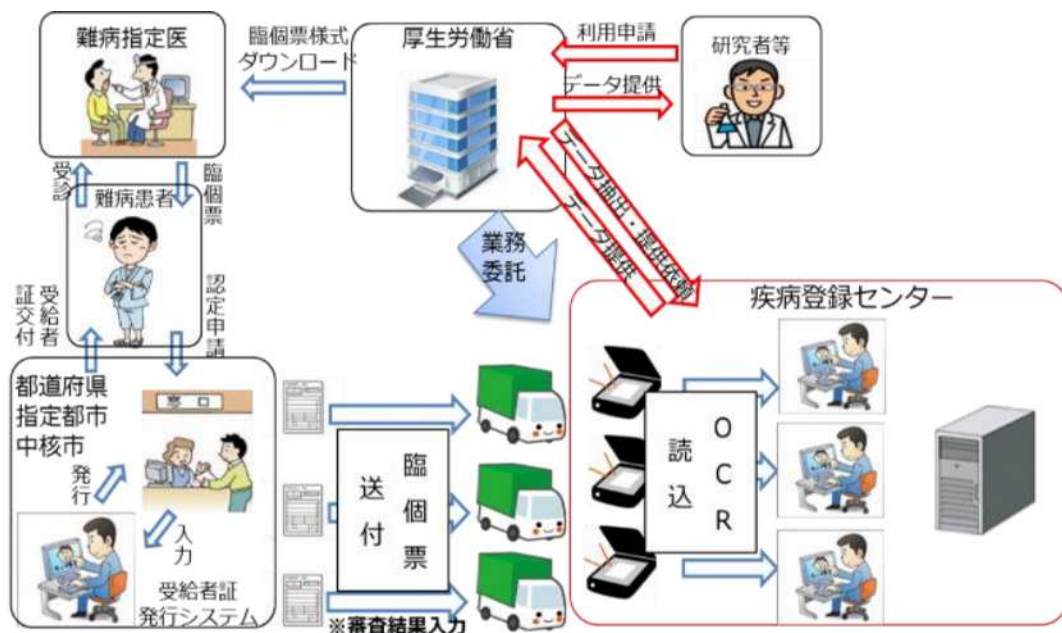 難病指定医
臨個票様式
ダウンロード
厚生労働省
利用申請
データ提供
研究者等
受診
臨個票
難病患者
データ抽出・提供依頼
データ提供
業務
委託
受給者
証交付
認定申請
疾病登録センター
都道府県
指定都市
中核市
窓口
発行
入力
受給者証
発行システム
臨個票
送付
※審査結果入力
OCR
読込